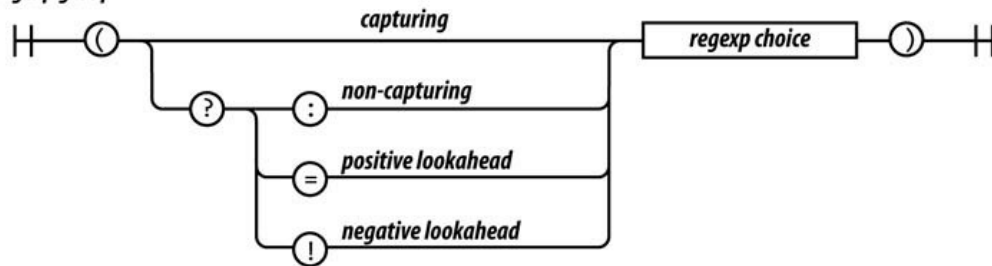 capturing
( regexp choice )
? : non-capturing
= positive lookahead
! negative lookahead